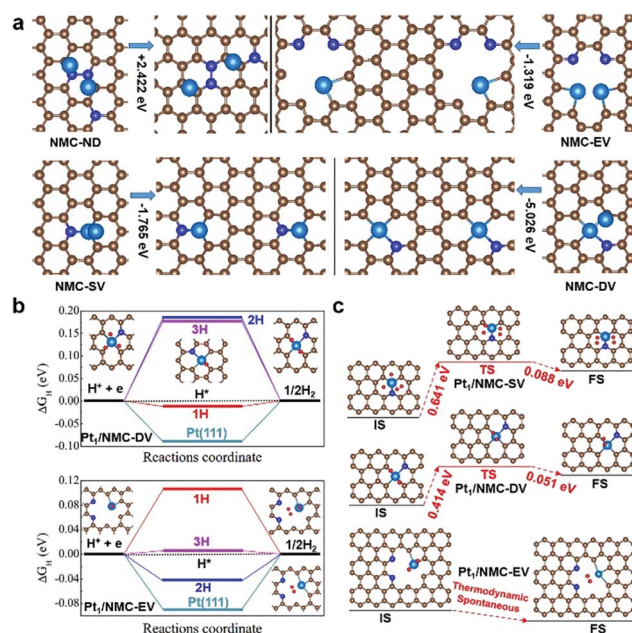 a
+2.422 eV
-1.319 eV
NMC-ND
NMC-EV
-1.765 eV
-5.026 eV
NMC-SV
NMC-DV
b
ΔG_H (eV)
0.20
0.15
0.10
0.05
0.00
-0.05
-0.10
2H
3H
H⁺ + e
H*
1/2H₂
1H
Pt(111)
Pt₁/NMC-DV
Reactions coordinate
ΔG_H (eV)
0.12
0.08
0.04
0.00
-0.04
-0.08
1H
3H
H⁺ + e
H*
1/2H₂
2H
Pt(111)
Pt₁/NMC-EV
Reactions coordinate
c
TS
Pt₁/NMC-SV
0.641 eV
0.088 eV
IS
FS
TS
Pt₁/NMC-DV
0.414 eV
0.051 eV
IS
FS
Pt₁/NMC-EV
Thermodynamic
Spontaneous
IS
FS